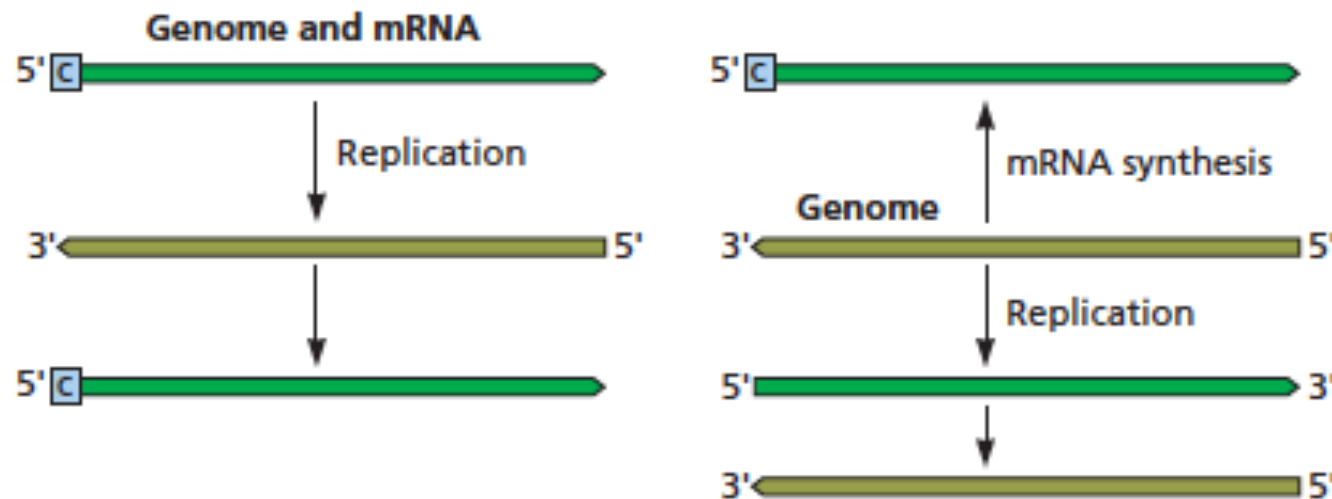 Genome and mRNA
5' C
Replication
3' 5'
5' C
5' C
mRNA synthesis
Genome
3' 5'
Replication
5' 3'
3' 5'